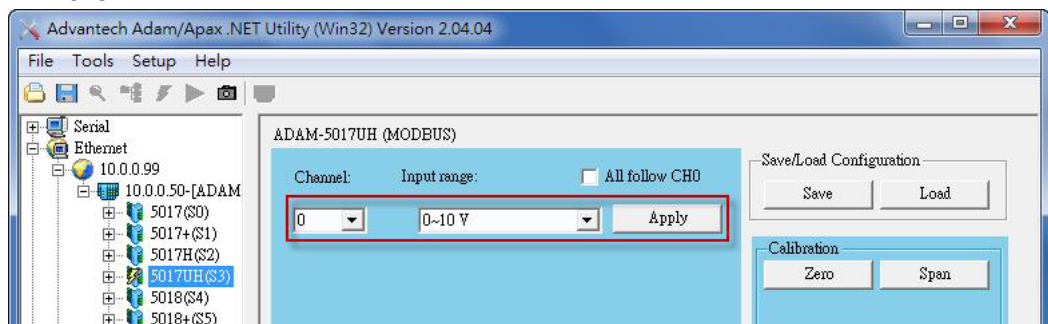 Advantech Adam/Apax .NET Utility (Win32) Version 2.04.04
File Tools Setup Help
Serial
Ethernet
10.0.0.99
10.0.0.50-[ADAM
5017(S0)
5017+(S1)
5017H(S2)
5017UH(S3)
5018(S4)
5018+(S5)
ADAM-5017UH (MODBUS)
Channel: Input range: All follow CH0
0 0~10 V Apply
Save/Load Configuration
Save Load
Calibration
Zero Span